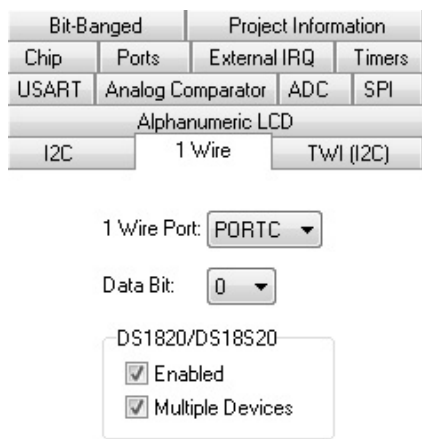 Bit-Banged Project Information
Chip Ports External IRQ Timers
USART Analog Comparator ADC SPI
Alphanumeric LCD
I2C 1 Wire TWI (I2C)
1 Wire Port: PORTC
Data Bit: 0
DS1820/DS18S20
Enabled
Multiple Devices